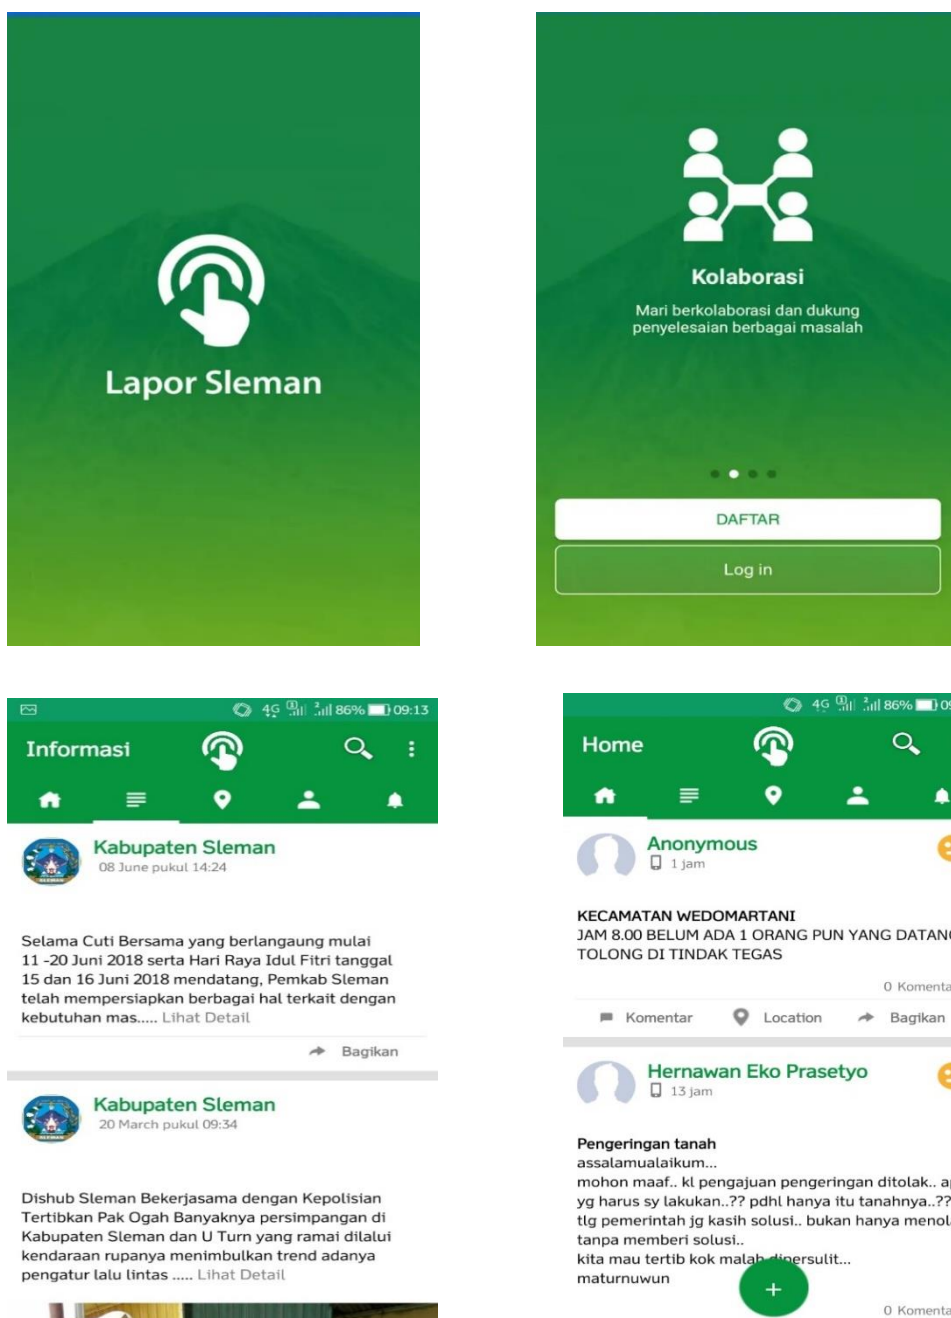 Lapor Sleman
Kolaborasi
Mari berkolaborasi dan dukung
penyelesaian berbagai masalah
DAFTAR
Log in
4G 86% 09:13
Informasi
Kabupaten Sleman
08 June pukul 14:24
Selama Cuti Bersama yang berlangaung mulai
11 -20 Juni 2018 serta Hari Raya Idul Fitri tanggal
15 dan 16 Juni 2018 mendatang, Pemkab Sleman
telah mempersiapkan berbagai hal terkait dengan
kebutuhan mas..... Lihat Detail
Bagikan
Kabupaten Sleman
20 March pukul 09:34
Dishub Sleman Bekerjasama dengan Kepolisian
Tertibkan Pak Ogah Banyaknya persimpangan di
Kabupaten Sleman dan U Turn yang ramai dilalui
kendaraan rupanya menimbulkan trend adanya
pengatur lalu lintas ..... Lihat Detail
4G 86%
Home
Anonymous
1 jam
KECAMATAN WEDOMARTANI
JAM 8.00 BELUM ADA 1 ORANG PUN YANG DATANG
TOLONG DI TINDAK TEGAS
0 Komenta
Komentar Location Bagikan
Hernawan Eko Prasetyo
13 jam
Pengeringan tanah
assalamualaikum...
mohon maaf.. kl pengajuan pengeringan ditolak..
yg harus sy lakukan..?? pdhl hanya itu tanahnya..??
tlg pemerintah jg kasih solusi.. bukan hanya menola
tanpa memberi solusi..
kita mau tertib kok malah dipersulit...
maturnuwun
+
0 Komenta